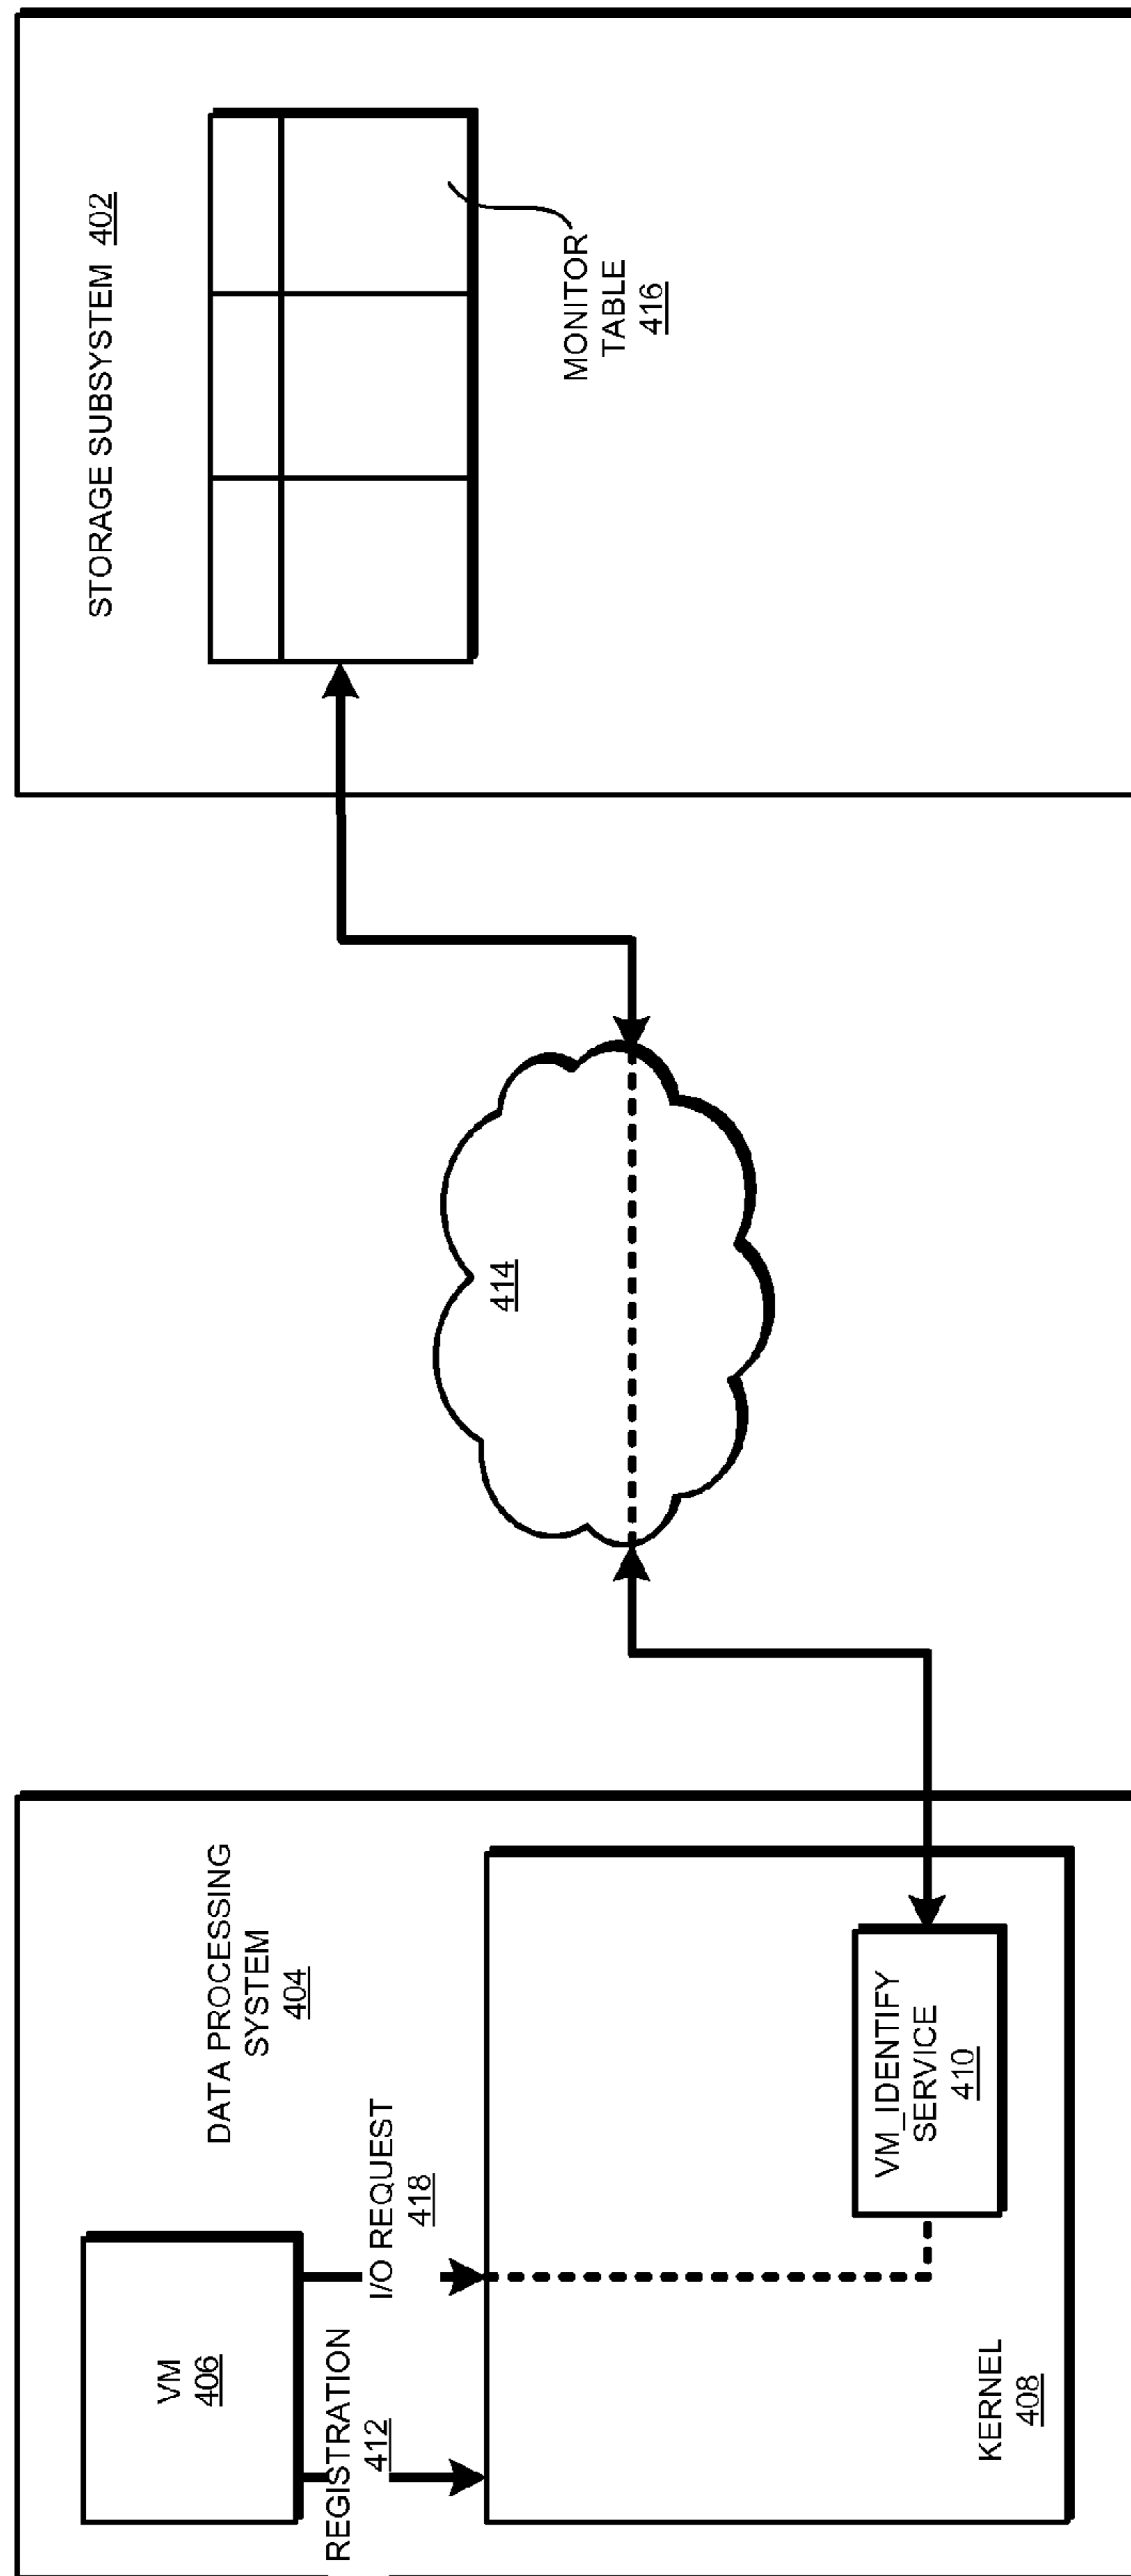 DATA PROCESSING
SYSTEM
404
VM
406
REGISTRATION
412
I/O REQUEST
418
KERNEL
408
VM_IDENTIFY
SERVICE
410
414
STORAGE SUBSYSTEM 402
MONITOR
TABLE
416